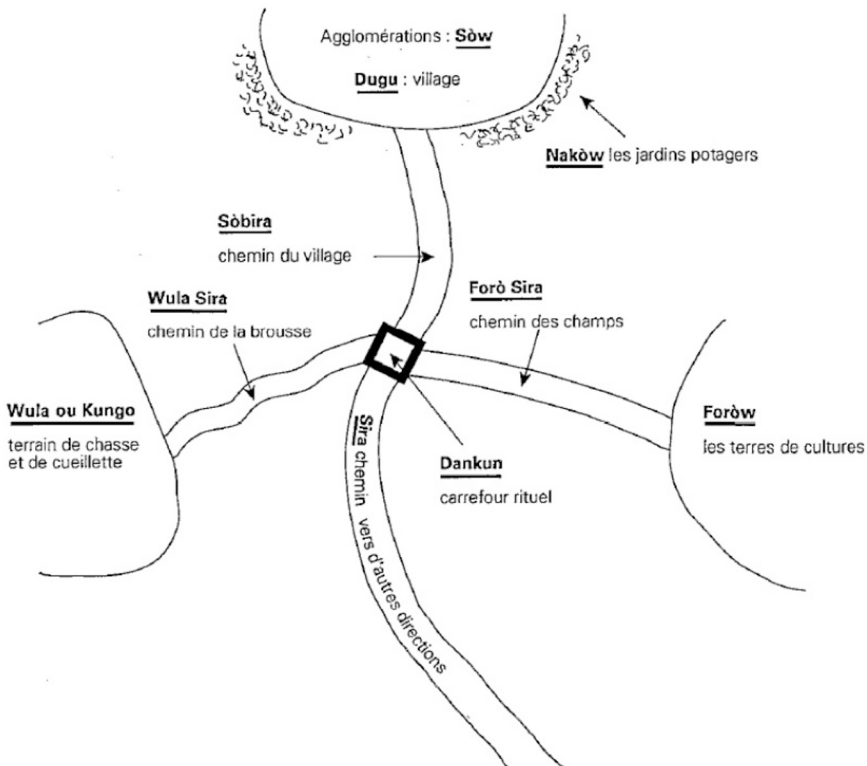 Agglomérations : Sòw
Dugu : village
Nakòw les jardins potagers
Sòbira
chemin du village
Wula Sira
chemin de la brousse
Forò Sira
chemin des champs
Wula ou Kungo
terrain de chasse
et de cueillette
Foròw
les terres de cultures
Dankun
carrefour rituel
Sira chemin vers d'autres directions